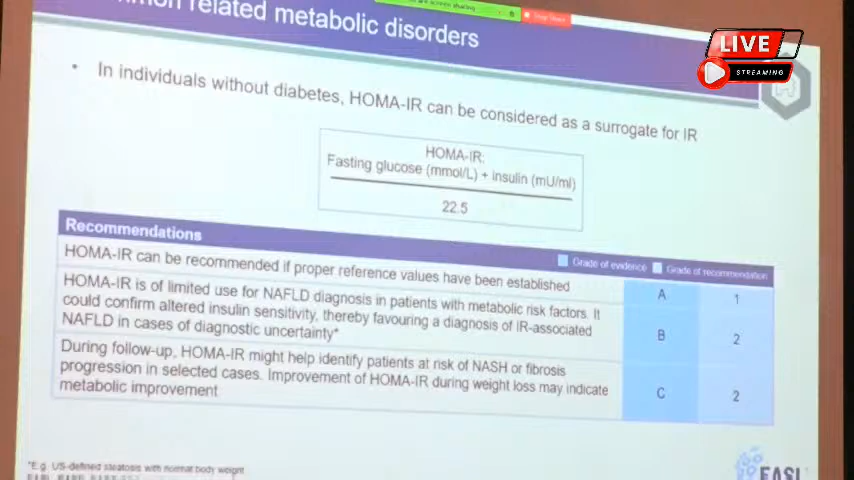 related metabolic disorders
LIVE
STREAMING
• In individuals without diabetes, HOMA-IR can be considered as a surrogate for IR
HOMA-IR:
Fasting glucose (mmol/L) + insulin (mU/ml)
22.5
Recommendations
Grade of evidence Grade of recommendation
HOMA-IR can be recommended if proper reference values have been established
A 1
HOMA-IR is of limited use for NAFLD diagnosis in patients with metabolic risk factors. It
could confirm altered insulin sensitivity, thereby favouring a diagnosis of IR-associated
NAFLD in cases of diagnostic uncertainty*
B 2
During follow-up, HOMA-IR might help identify patients at risk of NASH or fibrosis
progression in selected cases. Improvement of HOMA-IR during weight loss may indicate
metabolic improvement
C 2
*E.g. US-defined steatosis with normal body weight
EASL